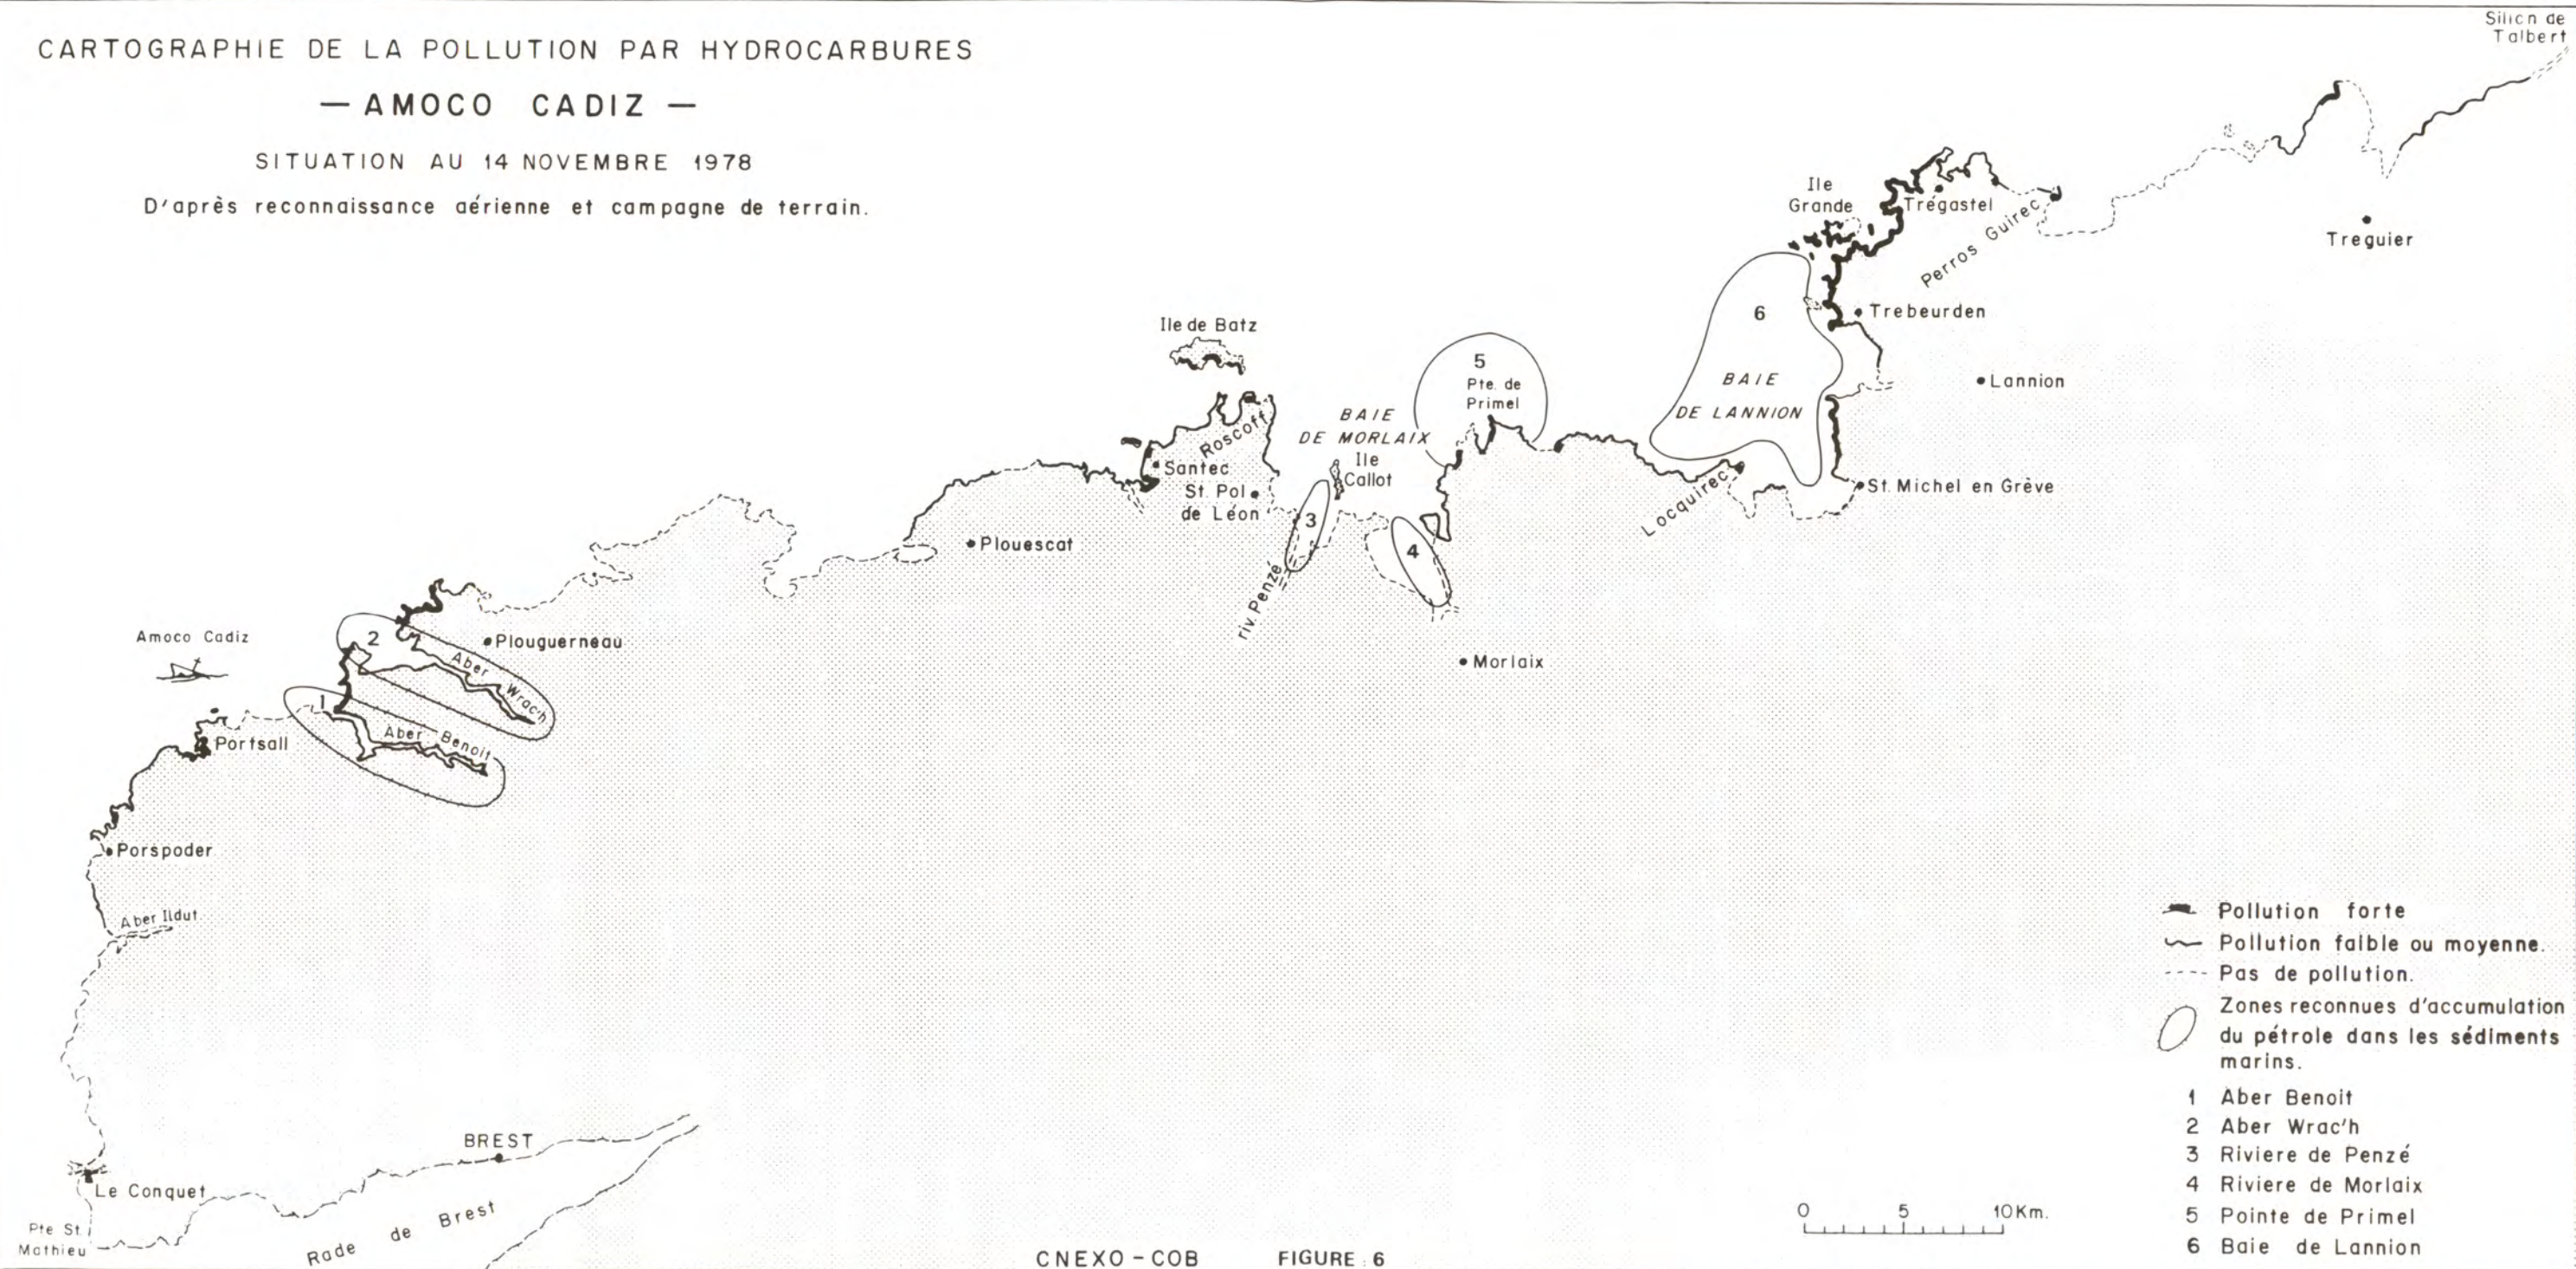 CARTOGRAPHIE DE LA POLLUTION PAR HYDROCARBURES
— AMOCO CADIZ —
SITUATION AU 14 NOVEMBRE 1978
D'après reconnaissance aérienne et campagne de terrain.
Silicn de
Talbert
Ile
Grande
Trégastel
Perros Guirec
Treguier
Trebeurden
Lannion
6
BAIE
DE LANNION
St. Michel en Grève
Locquirec
5
Pte. de
Primel
Ile de Batz
BAIE
DE MORLAIX
Ile
Callot
Roscoff
Santec
St. Pol
de Léon
3
4
riv. Penzé
Morlaix
Plouescat
Amoco Cadiz
2
Plouguerneau
Aber Wrac'h
1
Aber Benoit
Portsall
Porspoder
Aber Ildut
BREST
Le Conquet
Pte St.
Mathieu
Rade de Brest
Pollution forte
Pollution faible ou moyenne.
Pas de pollution.
Zones reconnues d'accumulation
du pétrole dans les sédiments
marins.
1 Aber Benoit
2 Aber Wrac'h
3 Riviere de Penzé
4 Riviere de Morlaix
5 Pointe de Primel
6 Baie de Lannion
0 5 10 Km.
CNEXO - COB FIGURE : 6